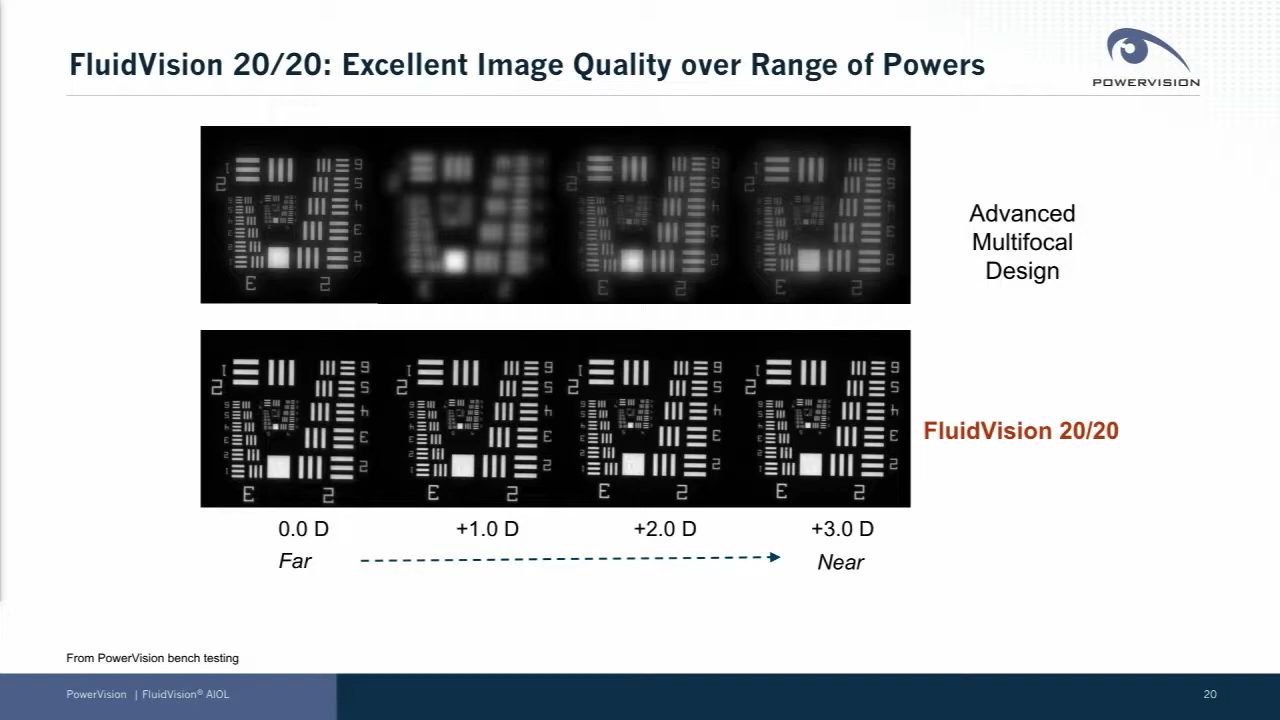 FluidVision 20/20: Excellent Image Quality over Range of Powers
POWERVISION
Advanced
Multifocal
Design
FluidVision 20/20
0.0 D
+1.0 D
+2.0 D
+3.0 D
Far
Near
From PowerVision bench testing
PowerVision | FluidVision® AIOL
20